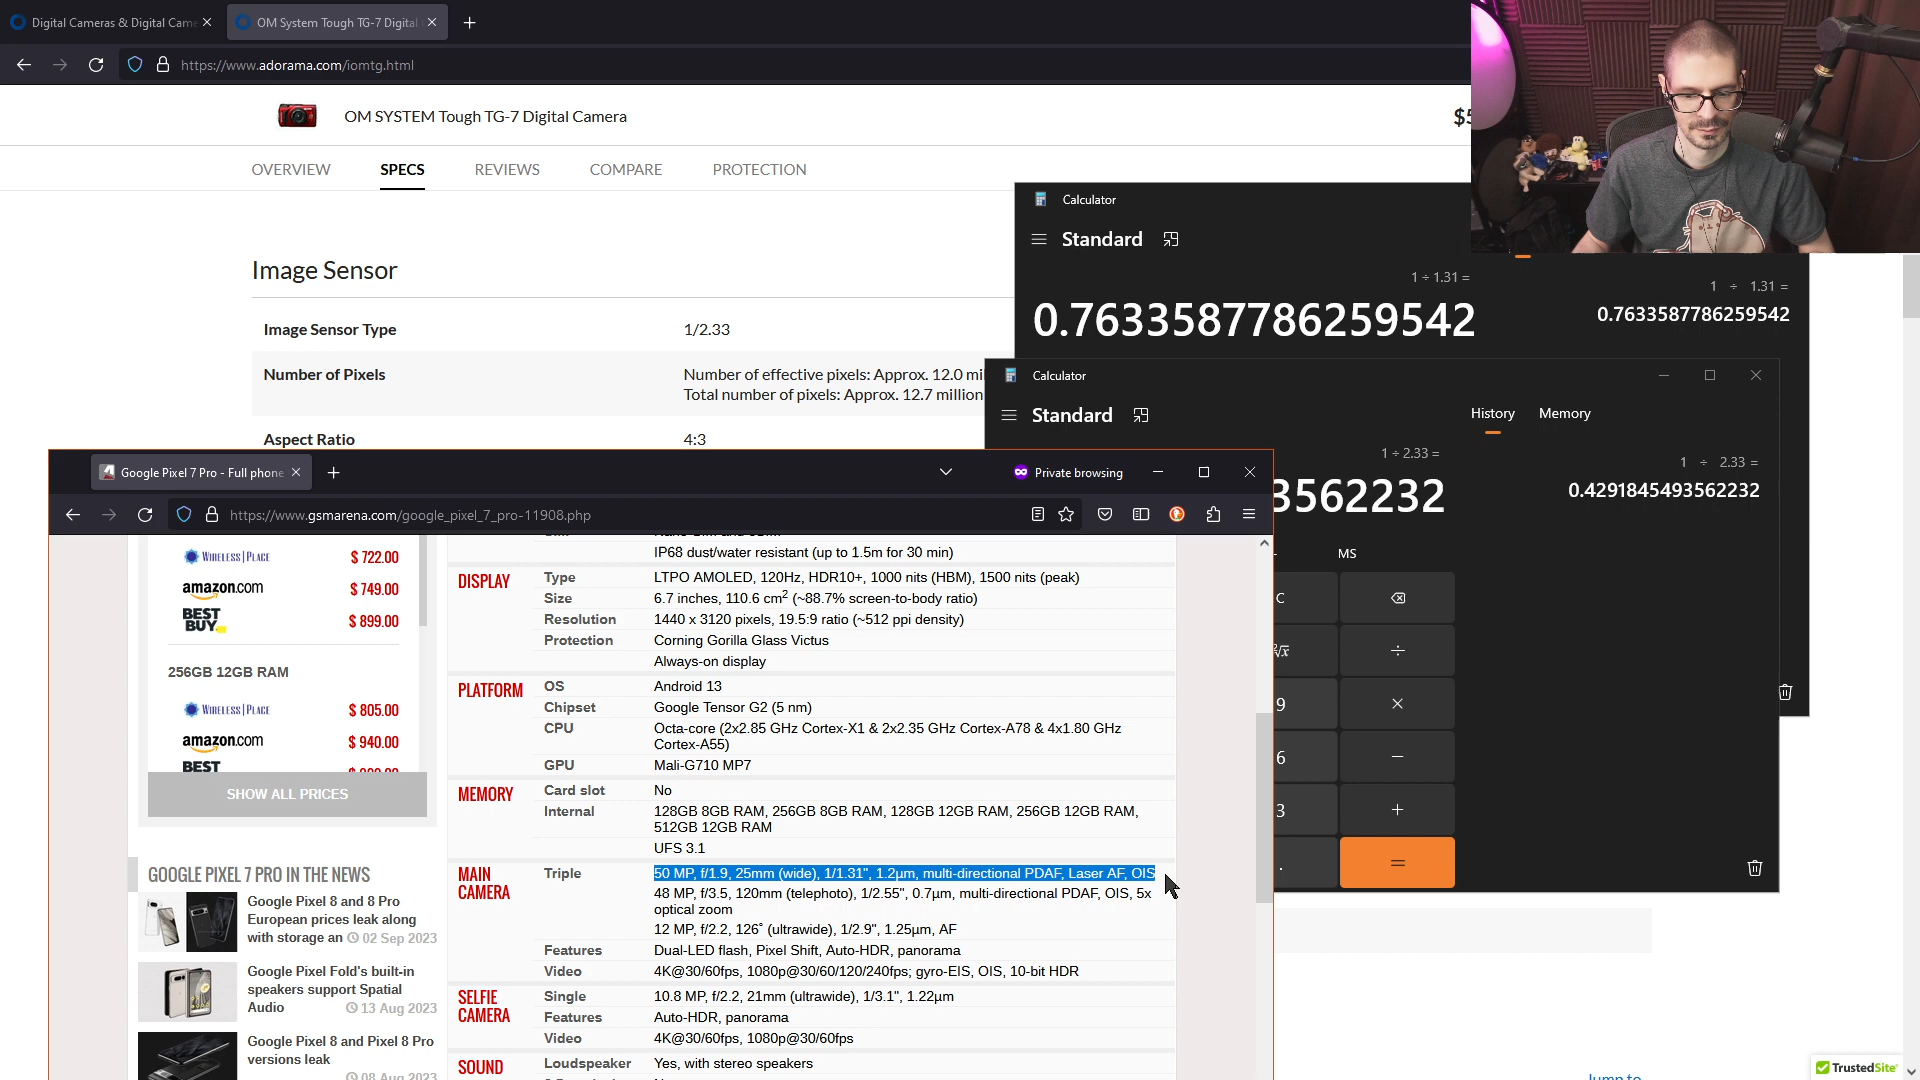 Digital Cameras & Digital Came
OM System Tough TG-7 Digital
https://www.adorama.com/iomtg.html
OM SYSTEM Tough TG-7 Digital Camera
OVERVIEW
SPECS
REVIEWS
COMPARE
PROTECTION
Image Sensor
Image Sensor Type
1/2.33
Number of Pixels
Number of effective pixels: Approx. 12.0 mi
Total number of pixels: Approx. 12.7 million
Aspect Ratio
4:3
Calculator
Standard
1 ÷ 1.31 =
0.7633587786259542
1 ÷ 1.31 =
0.7633587786259542
Calculator
Standard
History
Memory
1 ÷ 2.33 =
3562232
1 ÷ 2.33 =
0.4291845493562232
MS
C
÷
9
×
6
−
3
+
.
=
Google Pixel 7 Pro - Full phone
Private browsing
https://www.gsmarena.com/google_pixel_7_pro-11908.php
WIRELESS|PLACE
$ 722.00
amazon.com
$ 749.00
BEST
BUY
$ 899.00
256GB 12GB RAM
WIRELESS|PLACE
$ 805.00
amazon.com
$ 940.00
BEST
SHOW ALL PRICES
GOOGLE PIXEL 7 PRO IN THE NEWS
Google Pixel 8 and 8 Pro
European prices leak along
with storage an
02 Sep 2023
Google Pixel Fold's built-in
speakers support Spatial
Audio
13 Aug 2023
Google Pixel 8 and Pixel 8 Pro
versions leak
08 Aug 2023
IP68 dust/water resistant (up to 1.5m for 30 min)
DISPLAY
Type
LTPO AMOLED, 120Hz, HDR10+, 1000 nits (HBM), 1500 nits (peak)
Size
6.7 inches, 110.6 cm2 (~88.7% screen-to-body ratio)
Resolution
1440 x 3120 pixels, 19.5:9 ratio (~512 ppi density)
Protection
Corning Gorilla Glass Victus
Always-on display
PLATFORM
OS
Android 13
Chipset
Google Tensor G2 (5 nm)
CPU
Octa-core (2x2.85 GHz Cortex-X1 & 2x2.35 GHz Cortex-A78 & 4x1.80 GHz
Cortex-A55)
GPU
Mali-G710 MP7
MEMORY
Card slot
No
Internal
128GB 8GB RAM, 256GB 8GB RAM, 128GB 12GB RAM, 256GB 12GB RAM,
512GB 12GB RAM
UFS 3.1
MAIN
CAMERA
Triple
50 MP, f/1.9, 25mm (wide), 1/1.31", 1.2µm, multi-directional PDAF, Laser AF, OIS
48 MP, f/3.5, 120mm (telephoto), 1/2.55", 0.7µm, multi-directional PDAF, OIS, 5x
optical zoom
12 MP, f/2.2, 126˚ (ultrawide), 1/2.9", 1.25µm, AF
Features
Dual-LED flash, Pixel Shift, Auto-HDR, panorama
Video
4K@30/60fps, 1080p@30/60/120/240fps; gyro-EIS, OIS, 10-bit HDR
SELFIE
CAMERA
Single
10.8 MP, f/2.2, 21mm (ultrawide), 1/3.1", 1.22µm
Features
Auto-HDR, panorama
Video
4K@30/60fps, 1080p@30/60fps
SOUND
Loudspeaker
Yes, with stereo speakers
Jump to
TrustedSite